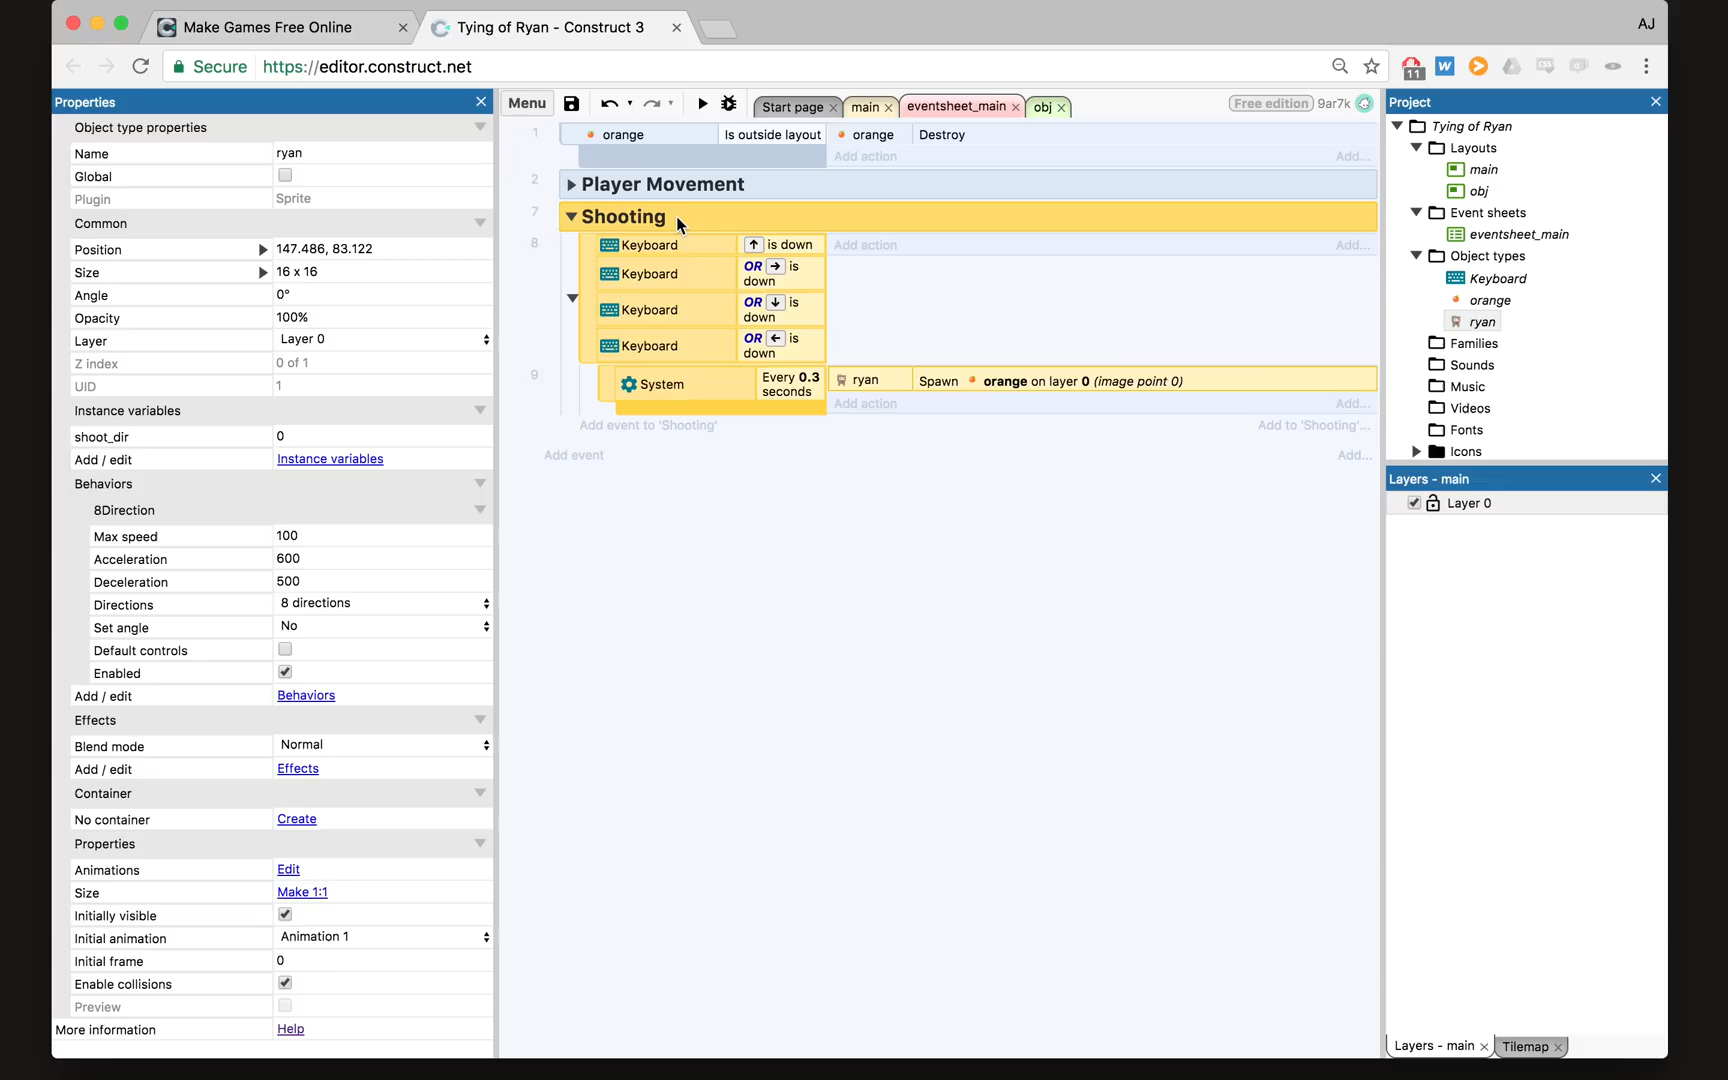 Make Games Free Online
Tying of Ryan - Construct 3
AJ
Secure https://editor.construct.net
11
W
Properties
Object type properties
Name ryan
Global
Plugin Sprite
Common
Position 147.486, 83.122
Size 16 x 16
Angle 0°
Opacity 100%
Layer Layer 0
Z index 0 of 1
UID 1
Instance variables
shoot_dir 0
Add / edit Instance variables
Behaviors
8Direction
Max speed 100
Acceleration 600
Deceleration 500
Directions 8 directions
Set angle No
Default controls
Enabled
Add / edit Behaviors
Effects
Blend mode Normal
Add / edit Effects
Container
No container Create
Properties
Animations Edit
Size Make 1:1
Initially visible
Initial animation Animation 1
Initial frame 0
Enable collisions
Preview
More information Help
Menu
Start page main eventsheet_main obj
Free edition 9ar7k
1 orange Is outside layout orange Destroy
Add action Add...
2 Player Movement
7 Shooting
8 Keyboard ↑ is down Add action Add...
Keyboard OR → is down
Keyboard OR ↓ is down
Keyboard OR ← is down
9 System Every 0.3 seconds ryan Spawn orange on layer 0 (image point 0)
Add action Add...
Add event to 'Shooting' Add to 'Shooting'...
Add event Add...
Project
Tying of Ryan
Layouts
main
obj
Event sheets
eventsheet_main
Object types
Keyboard
orange
ryan
Families
Sounds
Music
Videos
Fonts
Icons
Layers - main
Layer 0
Layers - main Tilemap